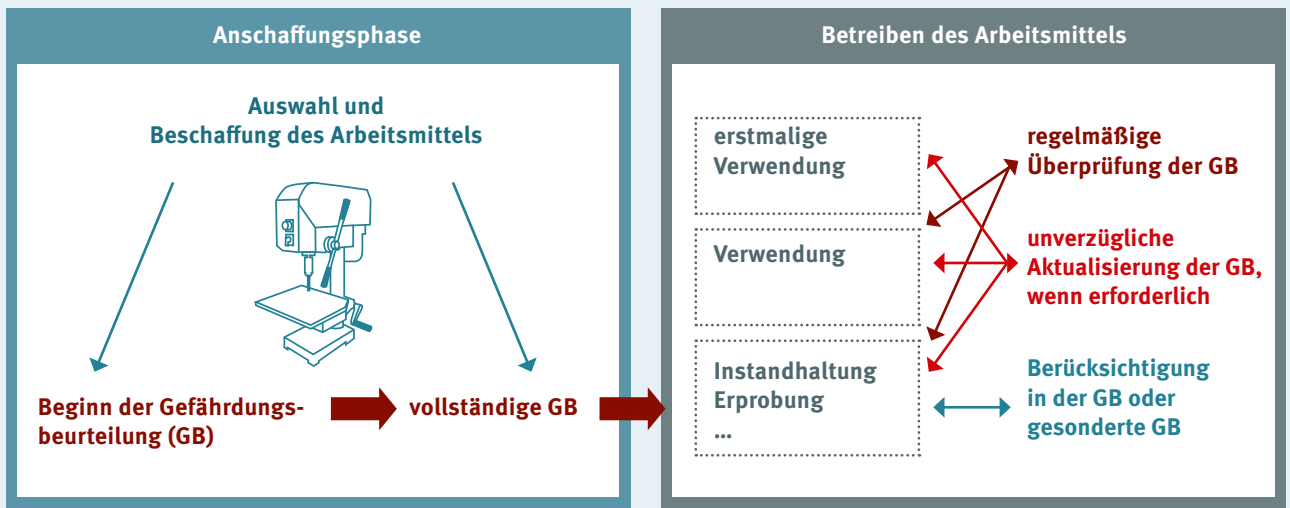 Anschaffungsphase
Auswahl und
Beschaffung des Arbeitsmittels
Beginn der Gefährdungs-
beurteilung (GB)
vollständige GB
Betreiben des Arbeitsmittels
erstmalige
Verwendung
Verwendung
Instandhaltung
Erprobung
...
regelmäßige
Überprüfung der GB
unverzügliche
Aktualisierung der GB,
wenn erforderlich
Berücksichtigung
in der GB oder
gesonderte GB